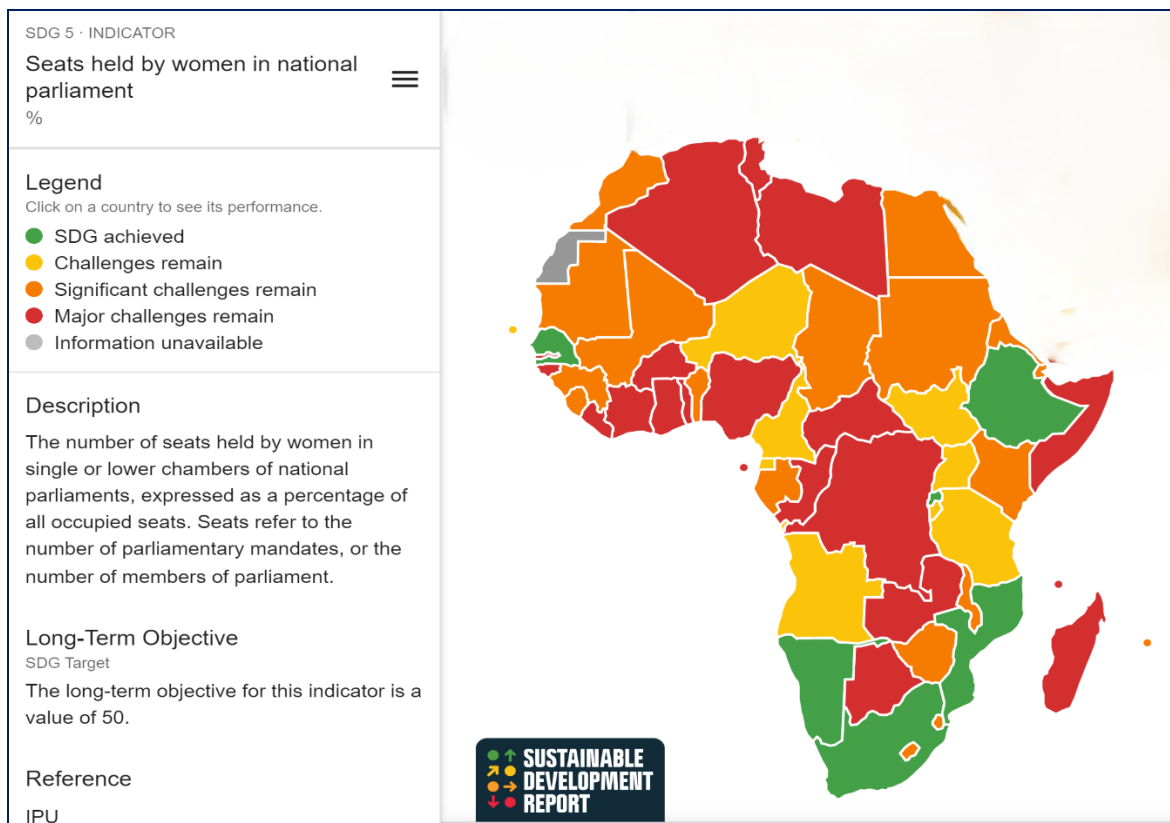 SDG 5 · INDICATOR
Seats held by women in national
parliament
%
Legend
Click on a country to see its performance.
SDG achieved
Challenges remain
Significant challenges remain
Major challenges remain
Information unavailable
Description
The number of seats held by women in
single or lower chambers of national
parliaments, expressed as a percentage of
all occupied seats. Seats refer to the
number of parliamentary mandates, or the
number of members of parliament.
Long-Term Objective
SDG Target
The long-term objective for this indicator is a
value of 50.
Reference
IPU
SUSTAINABLE
DEVELOPMENT
REPORT